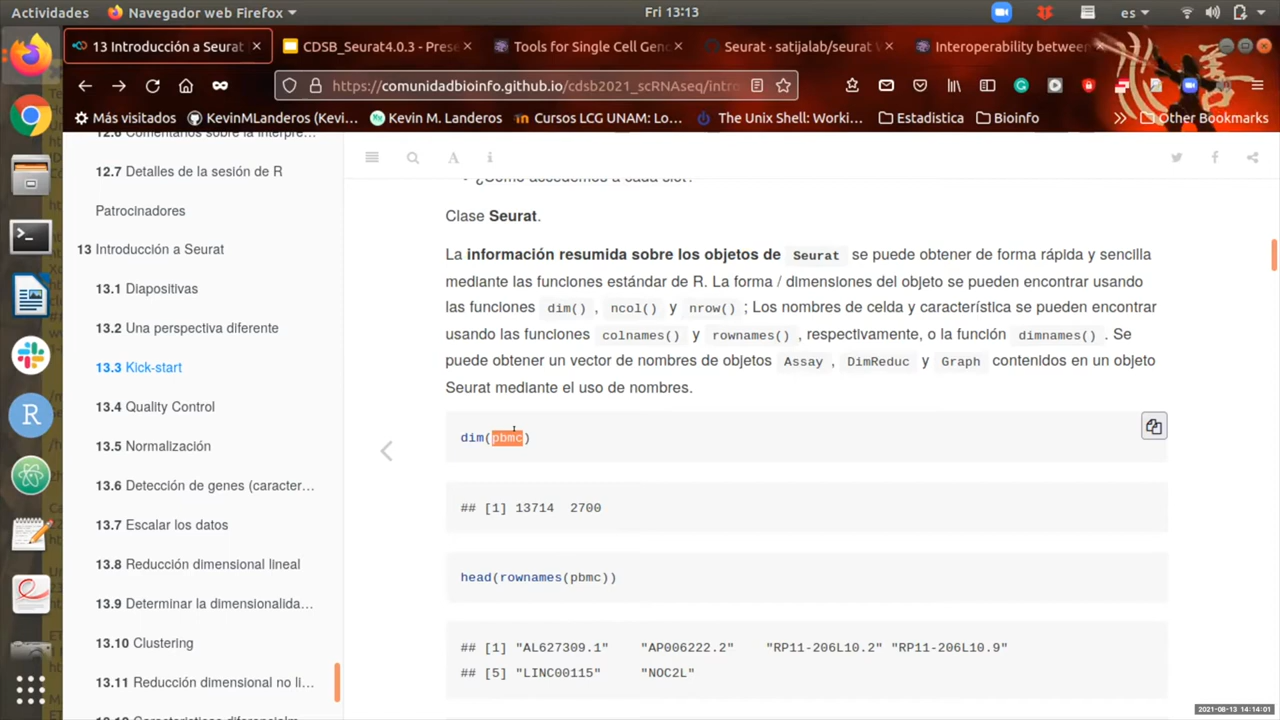 Actividades Navegador web Firefox Fri 13:13 es
13 Introducción a Seurat × CDSB_Seurat4.0.3 - Prese × Tools for Single Cell Geno × Seurat · satijalab/seurat W × Interoperability between
https://comunidadbioinfo.github.io/cdsb2021_scRNAseq/intro
Más visitados KevinMLanderos (Kevi… Kevin M. Landeros Cursos LCG UNAM: Lo… The Unix Shell: Worki… Estadistica Bioinfo Other Bookmarks
12.6 Comentarios sobre la interpre…
12.7 Detalles de la sesión de R
Patrocinadores
13 Introducción a Seurat
13.1 Diapositivas
13.2 Una perspectiva diferente
13.3 Kick-start
13.4 Quality Control
13.5 Normalización
13.6 Detección de genes (caracter…
13.7 Escalar los datos
13.8 Reducción dimensional lineal
13.9 Determinar la dimensionalida…
13.10 Clustering
13.11 Reducción dimensional no li…
¿Cómo accedemos a cada slot?
Clase Seurat.
La información resumida sobre los objetos de Seurat se puede obtener de forma rápida y sencilla
mediante las funciones estándar de R. La forma / dimensiones del objeto se pueden encontrar usando
las funciones dim() , ncol() y nrow() ; Los nombres de celda y característica se pueden encontrar
usando las funciones colnames() y rownames() , respectivamente, o la función dimnames() . Se
puede obtener un vector de nombres de objetos Assay , DimReduc y Graph contenidos en un objeto
Seurat mediante el uso de nombres.
dim(pbmc)
## [1] 13714 2700
head(rownames(pbmc))
## [1] "AL627309.1" "AP006222.2" "RP11-206L10.2" "RP11-206L10.9"
## [5] "LINC00115" "NOC2L"
2021-08-13 14:14:01